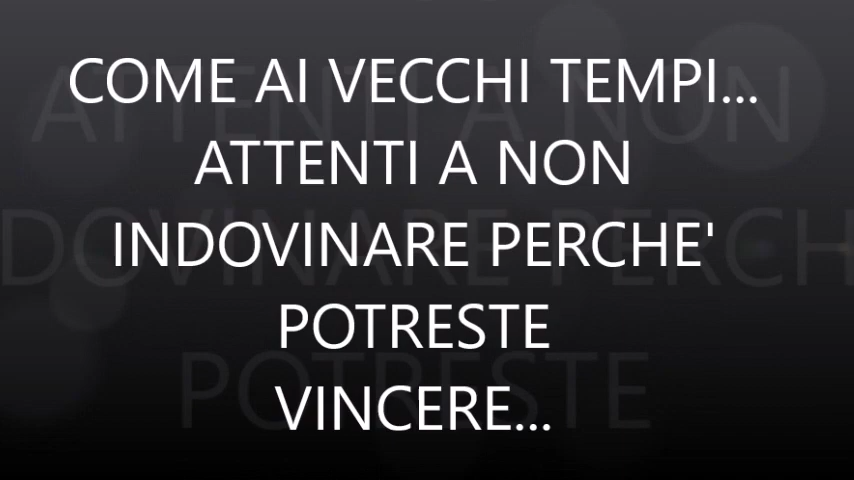 COME AI VECCHI TEMPI...
ATTENTI A NON
INDOVINARE PERCHE'
POTRESTE
VINCERE...